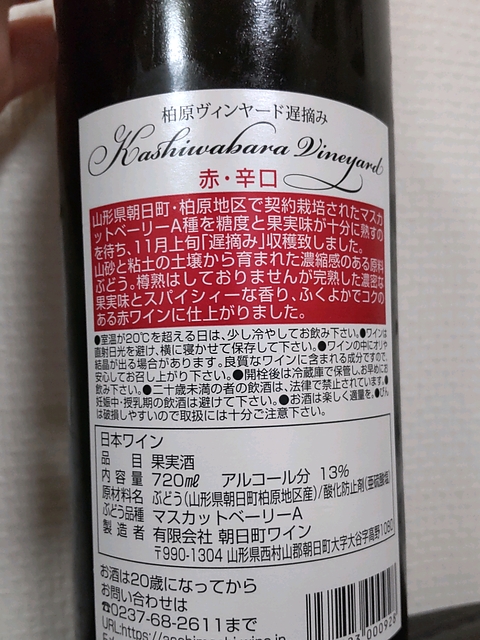 柏原ヴィンヤード遅摘み
Kashiwabara Vineyard
赤・辛口
山形県朝日町・柏原地区で契約栽培されたマスカ
ットベーリーA種を糖度と果実味が十分に熟すの
を待ち、11月上旬「遅摘み」収穫致しました。
山砂と粘土の土壌から育まれた濃縮感のある原料
ぶどう。樽熟はしておりませんが完熟した濃密な
果実味とスパイシィーな香り、ふくよかでコクの
ある赤ワインに仕上がりました。
●室温が20℃を超える日は、少し冷やしてお飲み下さい。●ワインは
直射日光を避け、横に寝かせて保存して下さい。●ワインの中にオリや
結晶が出る場合があります。良質なワインに含まれる成分ですので、
安心してお召し上がり下さい。●開栓後は冷蔵庫で保管しお早めにお
飲み下さい。●二十歳未満の者の飲酒は、法律で禁止されています。●
妊娠中・授乳期の飲酒は避けて下さい。●お酒は楽しく適量を。●びん
は破損しやすいので取扱には十分ご注意下さい。
日本ワイン
品 目 果実酒
内 容 量 720㎖ アルコール分 13%
原材料名 ぶどう(山形県朝日町柏原地区産)/酸化防止剤(亜硫酸塩)
ぶどう品種 マスカットベーリーA
製 造 者 有限会社 朝日町ワイン
〒990-1304 山形県西村山郡朝日町大字大谷字高野1080
お酒は20歳になってから
お問い合わせは
☎0237-68-2611まで